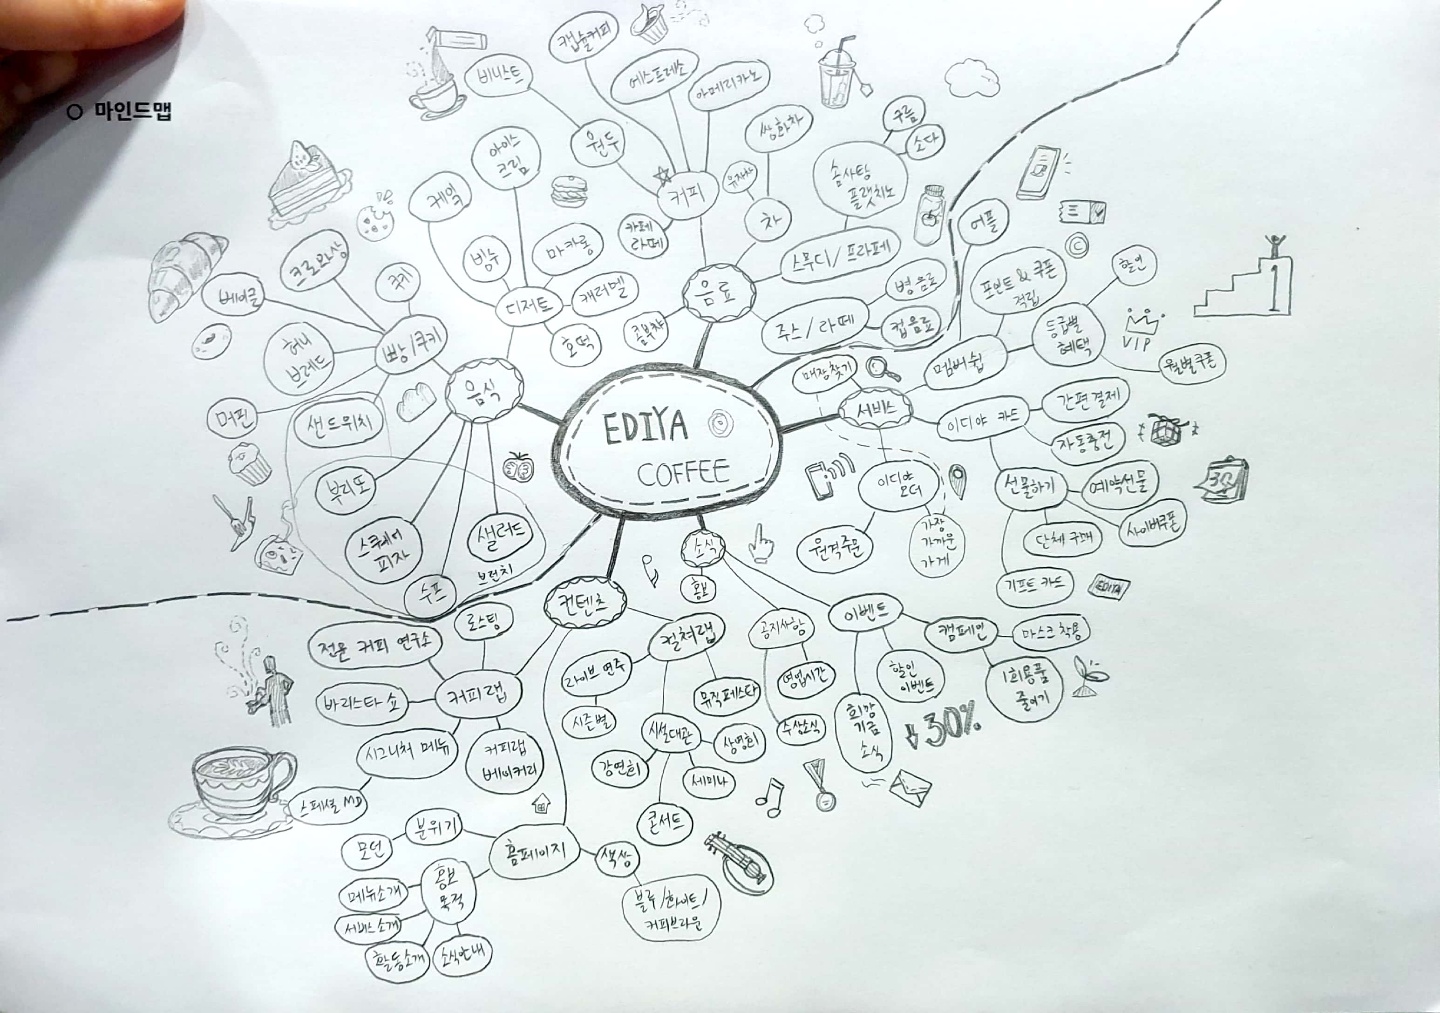 마인드맵
EDIYA
COFFEE
음료
커피
원두
비니스트
캡슐커피
에스프레소
아메리카노
카페
라떼
차
유자차
쌍화차
솜사탕
플랫치노
구름
소다
스무디/프라페
주스/라떼
병음료
컵음료
콤부차
음식
디저트
케잌
아이스
크림
빙수
마카롱
캐러멜
호떡
빵/쿠키
쿠키
크로와상
베이글
허니
브레드
머핀
샌드위치
부리또
스퀘어
피자
수프
샐러드
브런치
서비스
매장찾기
멤버쉽
어플
포인트&쿠폰
적립
등급별
혜택
할인
VIP
월별쿠폰
1
이디야 카드
간편결제
자동충전
선물하기
예약선물
사이버쿠폰
단체구매
기프트카드
EDIYA
30
이디야
오더
원격주문
가장
가까운
가게
소식
홍보
공지사항
영업시간
수상소식
이벤트
할인
이벤트
30%
희망
기금
소식
캠페인
마스크착용
1회용품
줄이기
컨텐츠
커피랩
전용 커피 연구소
로스팅
바리스타 쇼
시그니처 메뉴
스페셜 MD
커피랩
베이커리
컬쳐랩
라이브 연주
시즌별
뮤직페스타
시설대관
강연회
상영회
세미나
콘서트
홈페이지
분위기
모던
홍보
목적
메뉴소개
서비스소개
활동소개
소식안내
색상
블루/화이트/
커피브라운